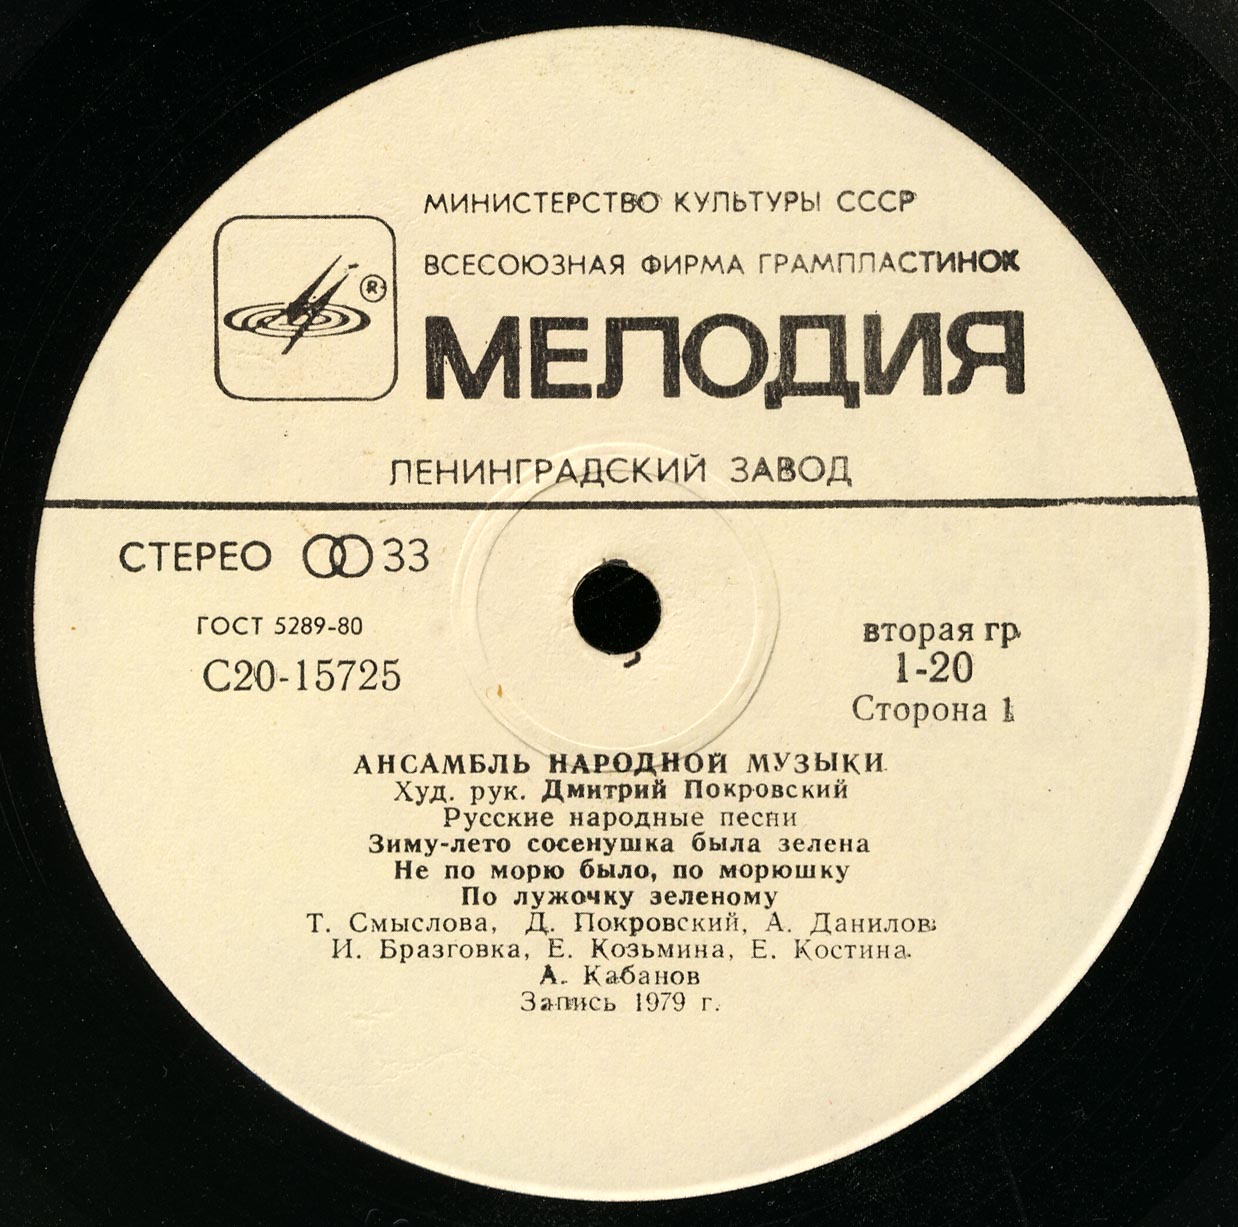 МИНИСТЕРСТВО КУЛЬТУРЫ СССР
ВСЕСОЮЗНАЯ ФИРМА ГРАМПЛАСТИНОК
®
МЕЛОДИЯ
ЛЕНИНГРАДСКИЙ ЗАВОД
СТЕРЕО 33
ГОСТ 5289-80
С20-15725
вторая гр.
1-20
Сторона 1
АНСАМБЛЬ НАРОДНОЙ МУЗЫКИ
Худ. рук. Дмитрий Покровский
Русские народные песни
Зиму-лето сосенушка была зелена
Не по морю было, по морюшку
По лужочку зеленому
Т. Смыслова, Д. Покровский, А. Данилов,
И. Бразговка, Е. Козьмина, Е. Костина,
А. Кабанов
Запись 1979 г.